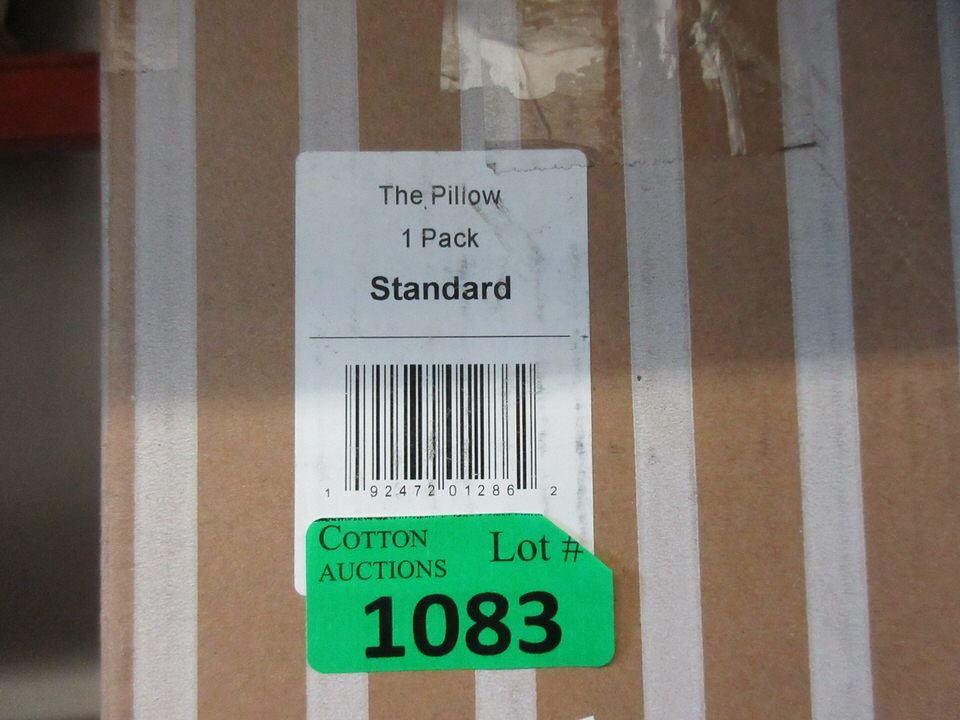 The Pillow
1 Pack
Standard
1 92472 01286 2
COTTON Lot #
AUCTIONS
1083